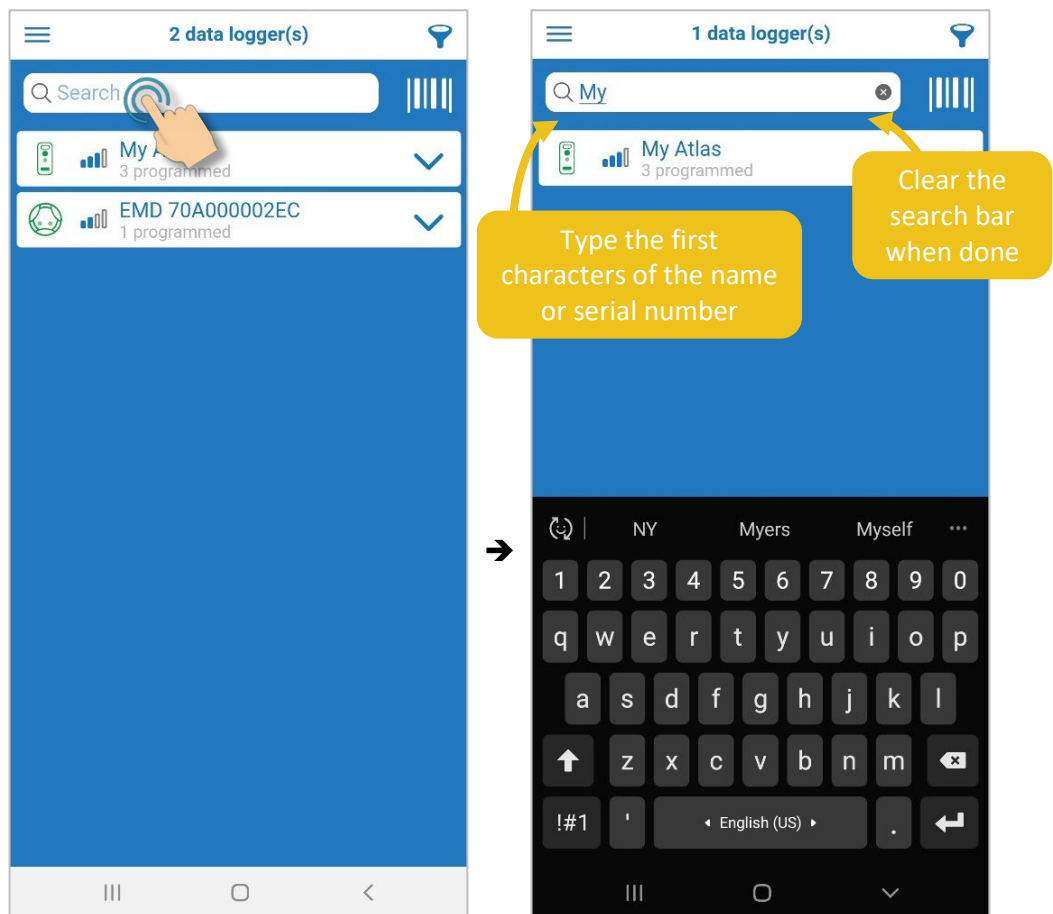 2 data logger(s)
Search
My A
3 programmed
EMD 70A000002EC
1 programmed
➔
1 data logger(s)
My
My Atlas
3 programmed
Clear the
search bar
when done
Type the first
characters of the name
or serial number
NY Myers Myself ...
1 2 3 4 5 6 7 8 9 0
q w e r t y u i o p
a s d f g h j k l
z x c v b n m
!#1 ' English (US) .